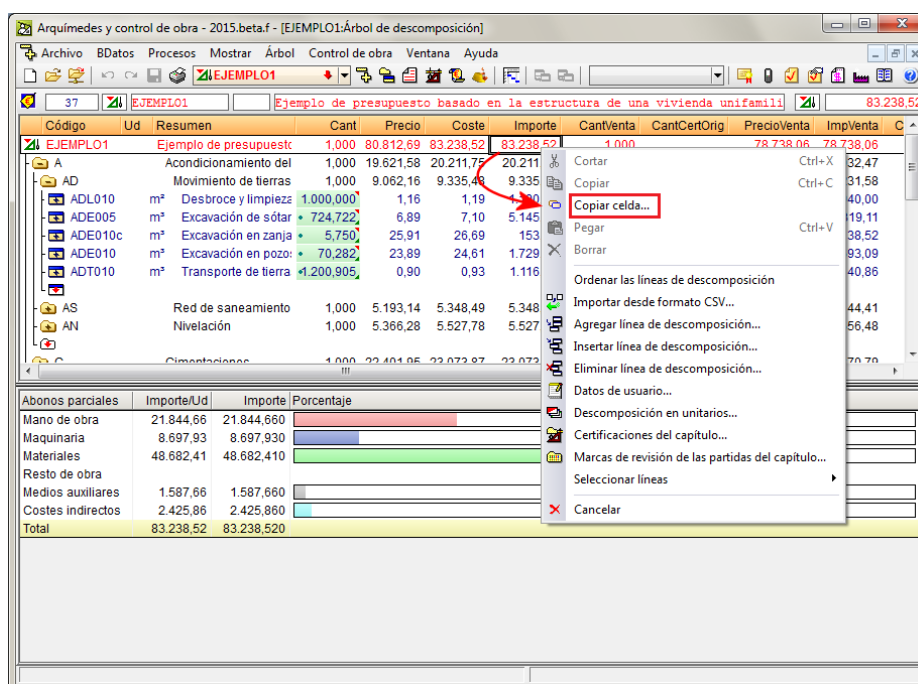 Arquímedes y control de obra - 2015.beta.f - [EJEMPLO1:Árbol de descomposición]
Archivo BDatos Procesos Mostrar Árbol Control de obra Ventana Ayuda
EJEMPLO1
37 EJEMPLO1 Ejemplo de presupuesto basado en la estructura de una vivienda unifamili 83.238,52
Código Ud Resumen Cant Precio Coste Importe CantVenta CantCertOrig PrecioVenta ImpVenta C
EJEMPLO1 Ejemplo de presupuesto 1,000 80.812,69 83.238,52 83.238,52 1,000 78.738,06 78.738,06
A Acondicionamiento del 1,000 19.621,58 20.211,75 20.211 32,47
AD Movimiento de tierras 1,000 9.062,16 9.335,48 9.335 31,58
ADL010 m² Desbroce y limpieza 1.000,000 1,16 1,19 40,00
ADE005 m³ Excavación de sótar 724,722 6,89 7,10 5.145 19,11
ADE010c m³ Excavación en zanja 5,750 25,91 26,69 153 38,52
ADE010 m³ Excavación en pozo: 70,282 23,89 24,61 1.729 93,09
ADT010 m³ Transporte de tierra 1.200,905 0,90 0,93 1.116 40,86
AS Red de saneamiento 1,000 5.193,14 5.348,49 5.348 44,41
AN Nivelación 1,000 5.366,28 5.527,78 5.527 56,48
C Cimentaciones 1,000 22.401,95 23.073,87 23.073 70,79
Cortar Ctrl+X
Copiar Ctrl+C
Copiar celda...
Pegar Ctrl+V
Borrar
Ordenar las líneas de descomposición
Importar desde formato CSV...
Agregar línea de descomposición...
Insertar línea de descomposición...
Eliminar línea de descomposición...
Datos de usuario...
Descomposición en unitarios...
Certificaciones del capítulo...
Marcas de revisión de las partidas del capítulo...
Seleccionar líneas
Cancelar
Abonos parciales Importe/Ud Importe Porcentaje
Mano de obra 21.844,66 21.844,660
Maquinaria 8.697,93 8.697,930
Materiales 48.682,41 48.682,410
Resto de obra
Medios auxiliares 1.587,66 1.587,660
Costes indirectos 2.425,86 2.425,860
Total 83.238,52 83.238,520